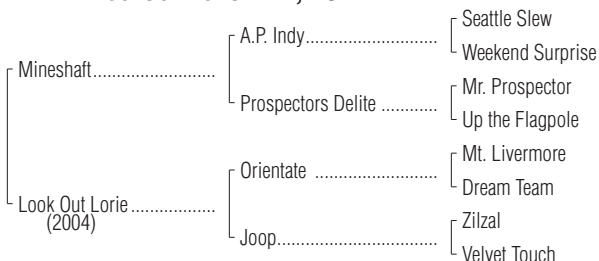 Seattle Slew
A.P. Indy
Weekend Surprise
Mineshaft
Mr. Prospector
Prospectors Delite
Up the Flagpole
Mt. Livermore
Orientate
Dream Team
Look Out Lorie
(2004)
Zilzal
Joop
Velvet Touch